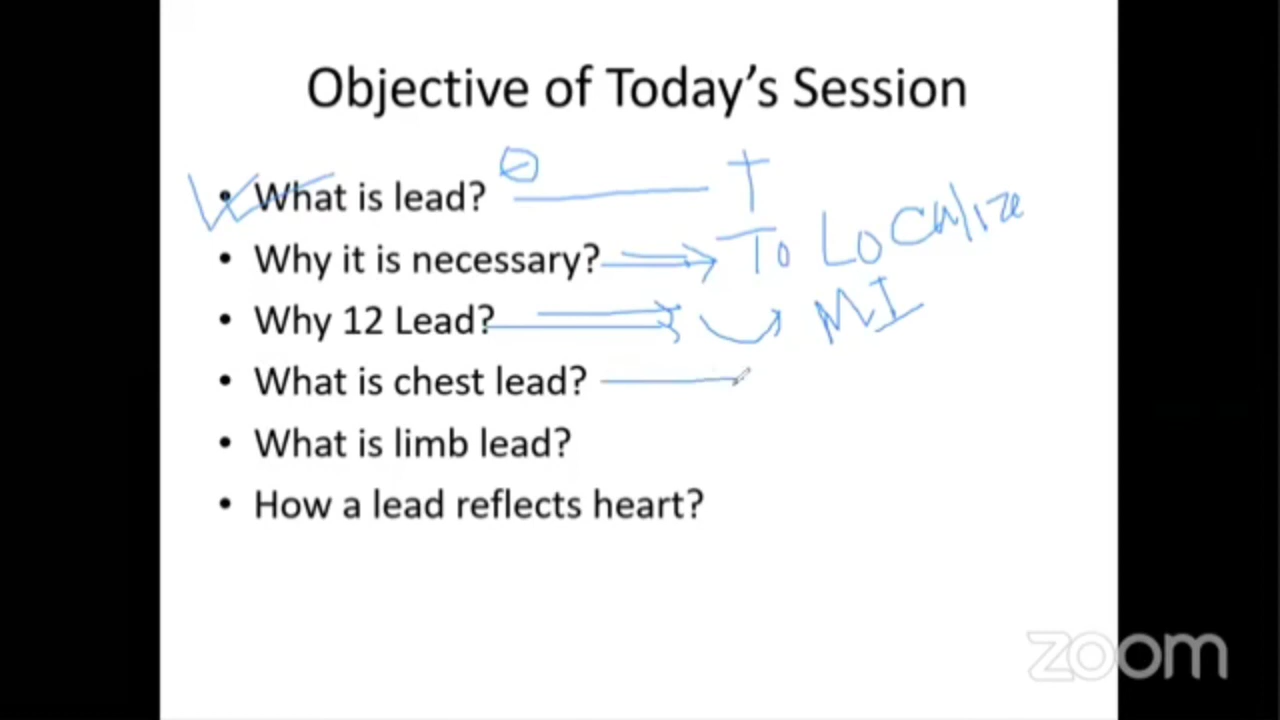 Objective of Today's Session
• What is lead? ⊖ +
• Why it is necessary? To Localize
• Why 12 Lead? MI
• What is chest lead?
• What is limb lead?
• How a lead reflects heart?
zoom